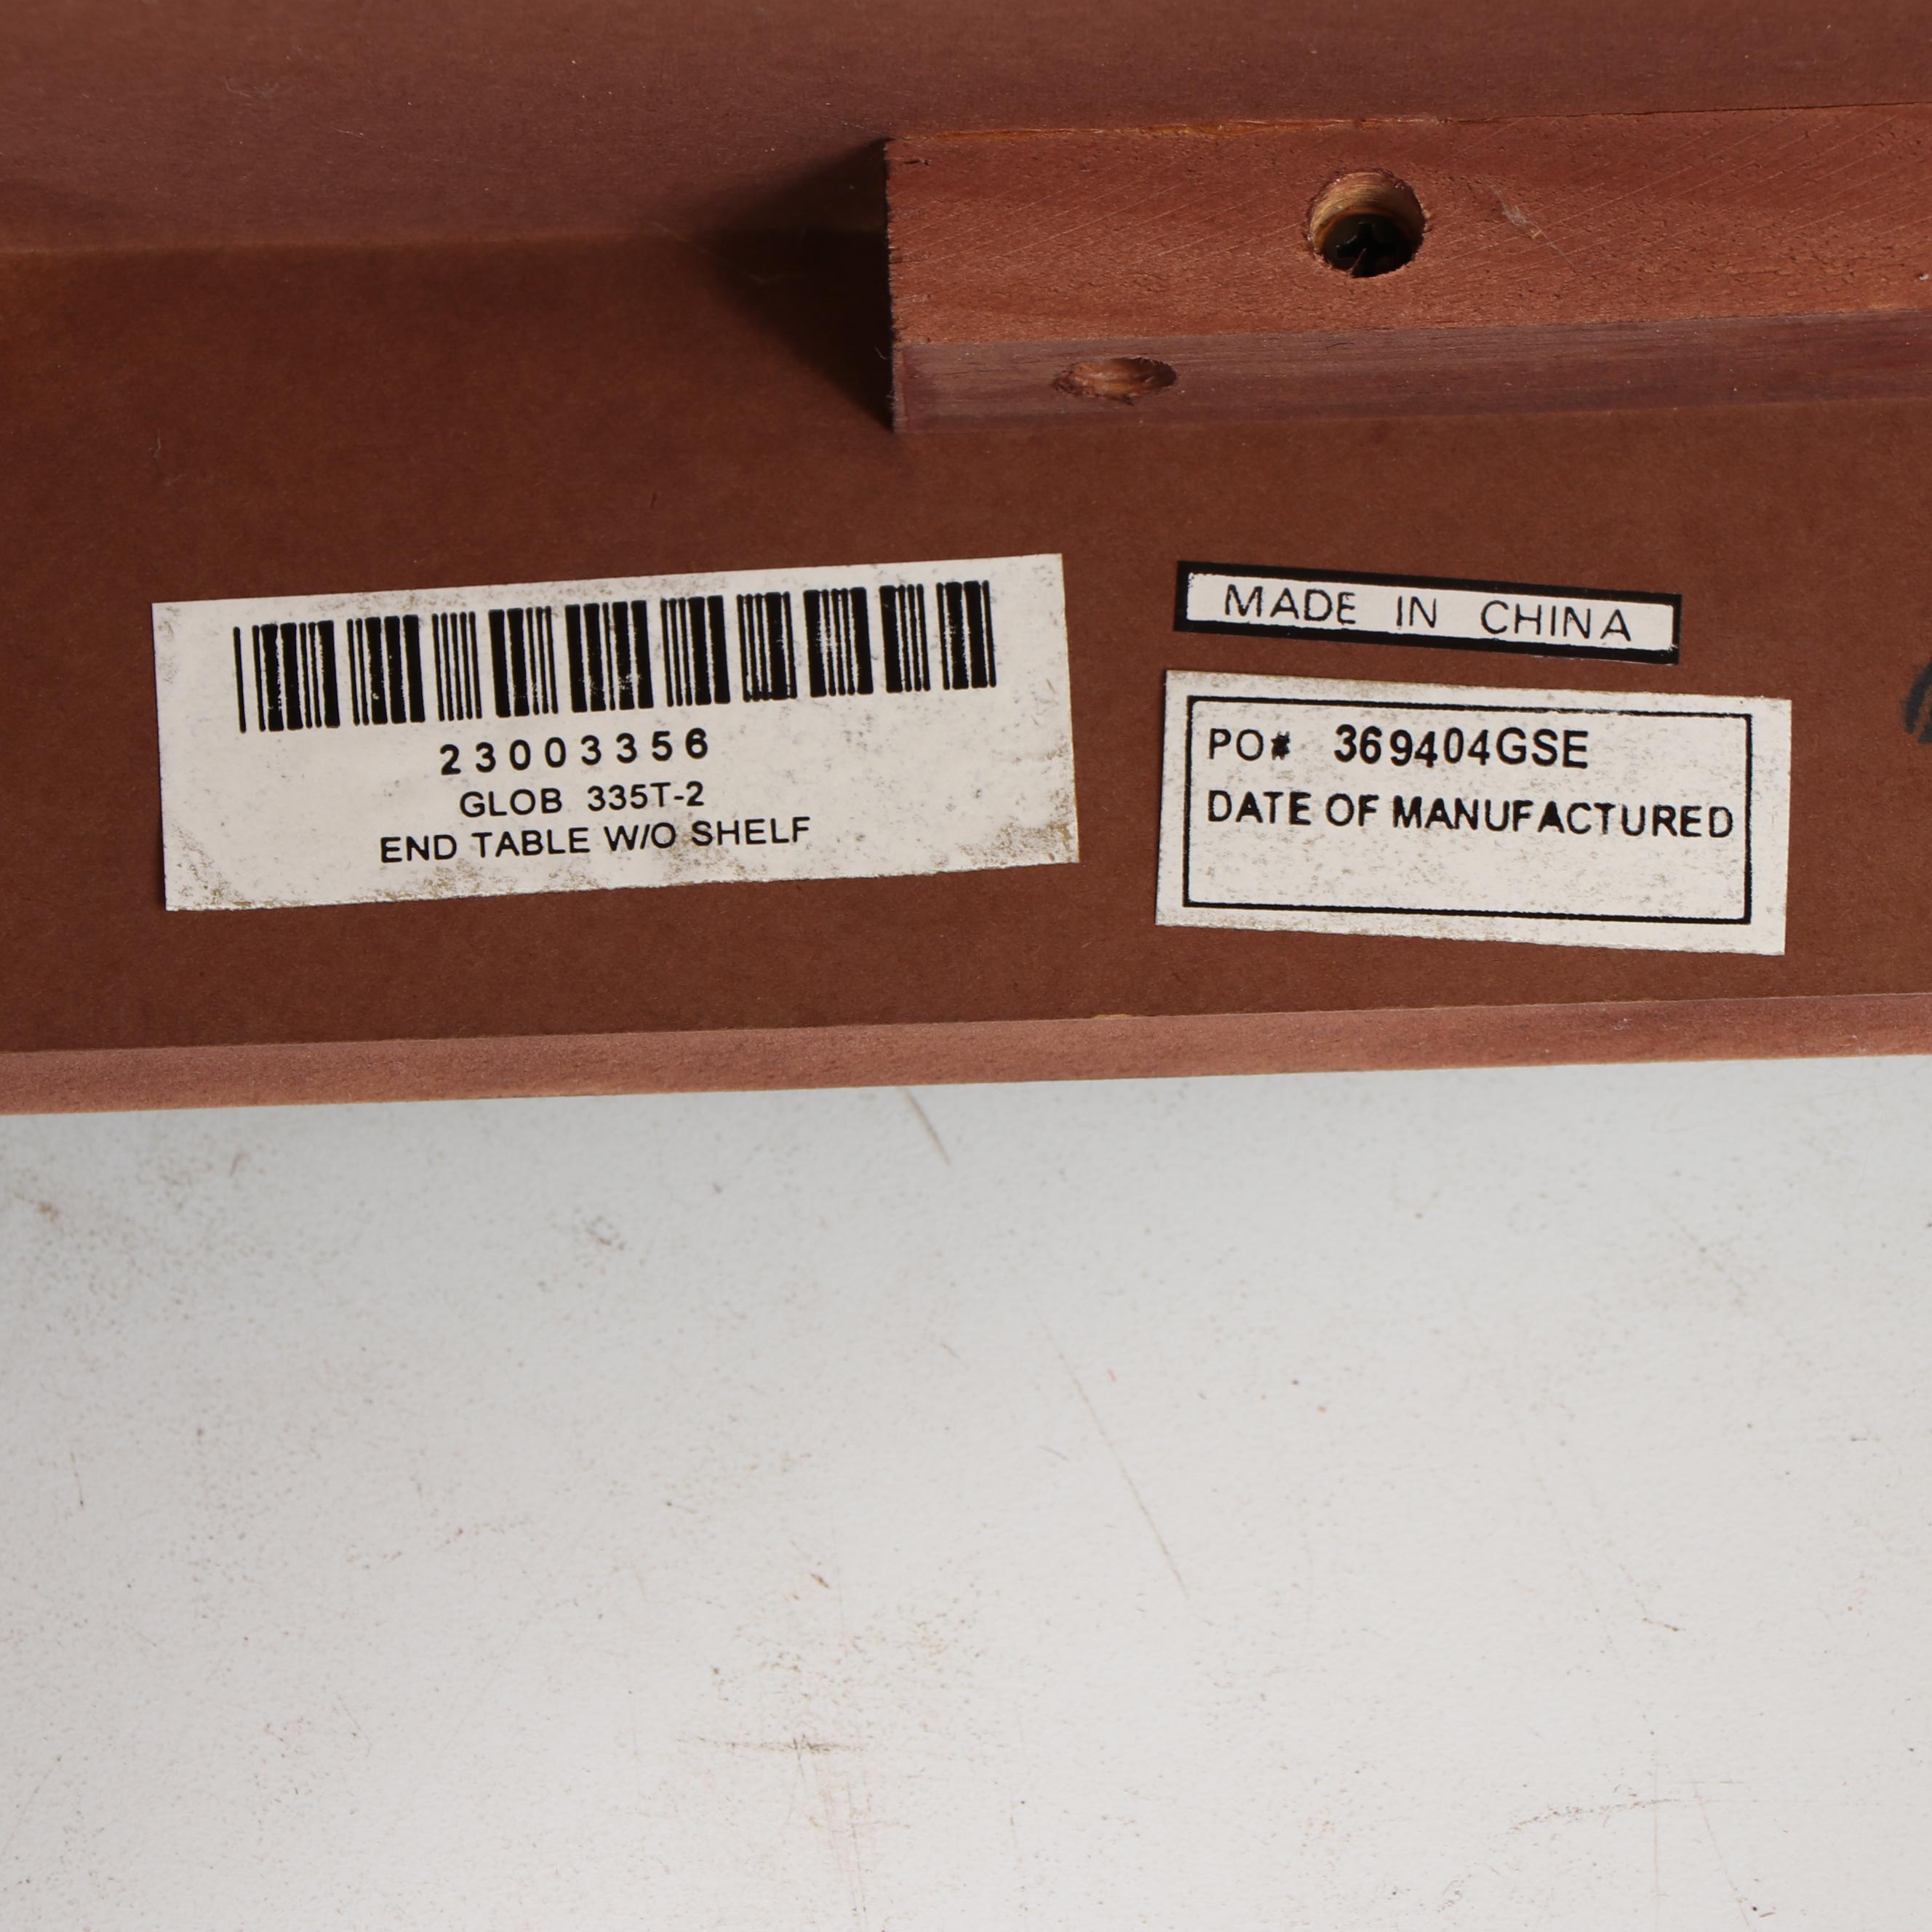 23003356
GLOB 335T-2
END TABLE W/O SHELF
MADE IN CHINA
PO# 369404GSE
DATE OF MANUFACTURED